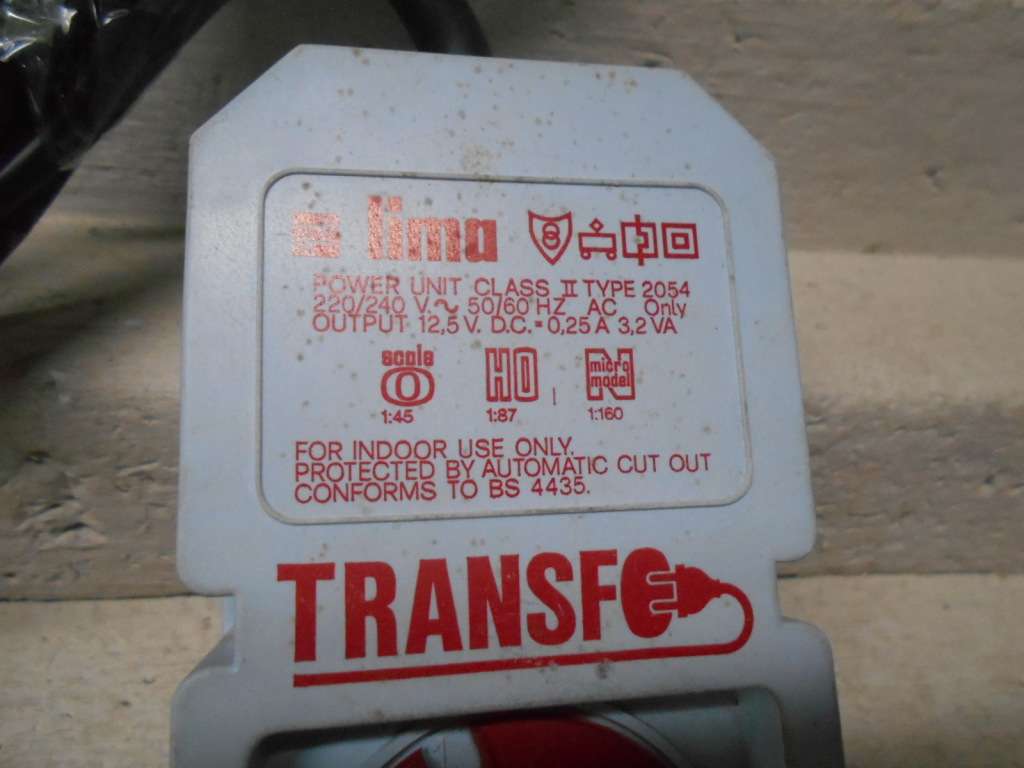 lima
POWER UNIT CLASS II TYPE 2054
220/240 V.~ 50/60 HZ AC Only
OUTPUT 12,5 V. D.C.= 0,25 A 3,2 VA
scale O HO micro model N
1:45 1:87 1:160
FOR INDOOR USE ONLY.
PROTECTED BY AUTOMATIC CUT OUT
CONFORMS TO BS 4435.
TRANSFO